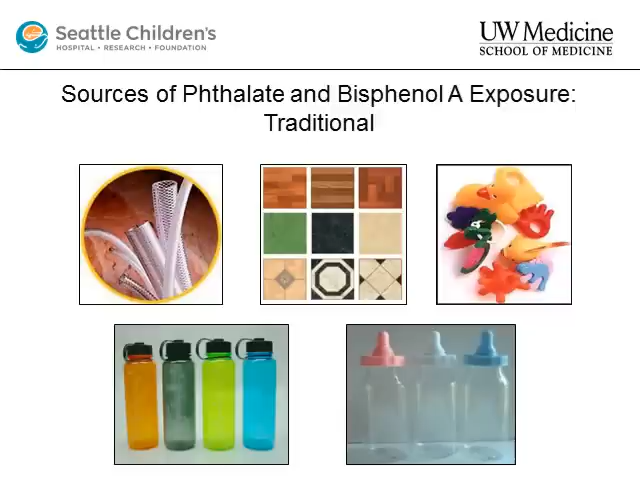 Seattle Children's
HOSPITAL • RESEARCH • FOUNDATION
UW Medicine
SCHOOL OF MEDICINE
Sources of Phthalate and Bisphenol A Exposure:
Traditional